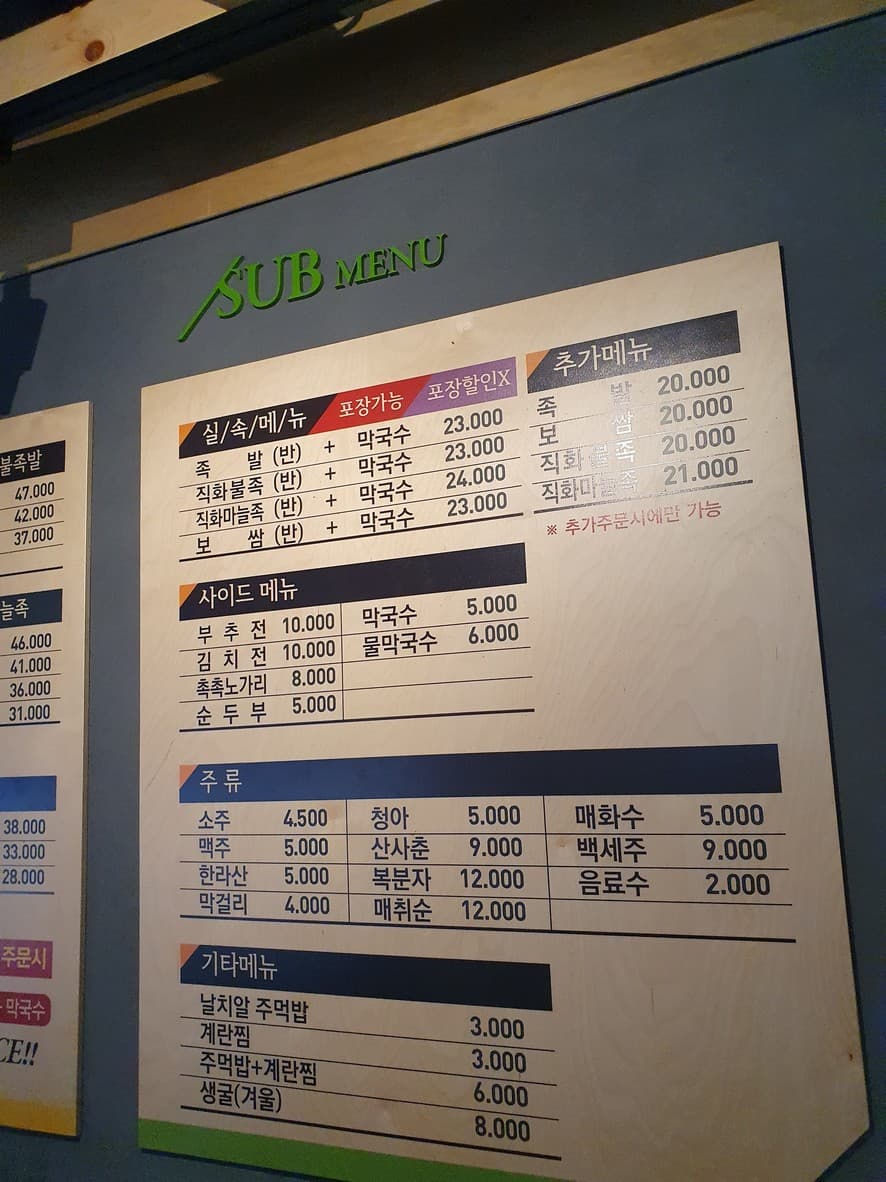 SUB MENU
실/속/메/뉴 포장가능 포장할인X
족 발 (반) + 막국수 23.000
직화불족 (반) + 막국수 23.000
직화마늘족 (반) + 막국수 24.000
보 쌈 (반) + 막국수 23.000
추가메뉴
족 발 20.000
보 쌈 20.000
직화 불 족 20.000
직화마늘족 21.000
※ 추가주문시에만 가능
사이드 메뉴
부 추 전 10.000 막국수 5.000
김 치 전 10.000 물막국수 6.000
촉촉노가리 8.000
순 두 부 5.000
주 류
소주 4.500 청아 5.000 매화수 5.000
맥주 5.000 산사춘 9.000 백세주 9.000
한라산 5.000 복분자 12.000 음료수 2.000
막걸리 4.000 매취순 12.000
기타메뉴
날치알 주먹밥 3.000
계란찜 3.000
주먹밥+계란찜 6.000
생굴(겨울) 8.000
불족발
47.000
42.000
37.000
늘족
46.000
41.000
36.000
31.000
38.000
33.000
28.000
주문시
막국수
CE!!